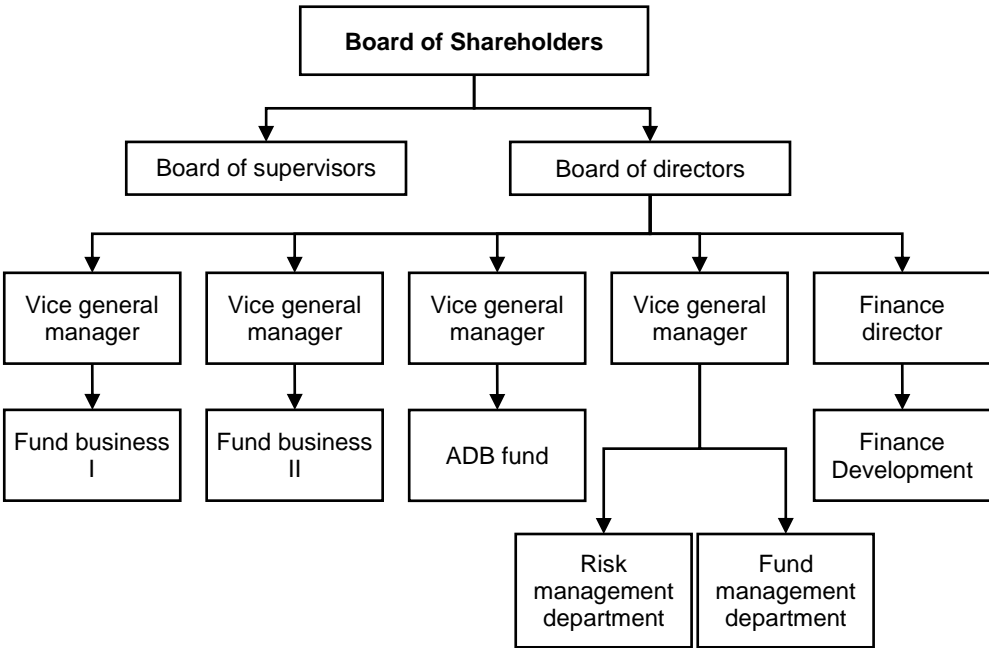 Board of Shareholders
Board of supervisors
Board of directors
Vice general
manager
Vice general
manager
Vice general
manager
Vice general
manager
Finance
director
Fund business
I
Fund business
II
ADB fund
Finance
Development
Risk
management
department
Fund
management
department